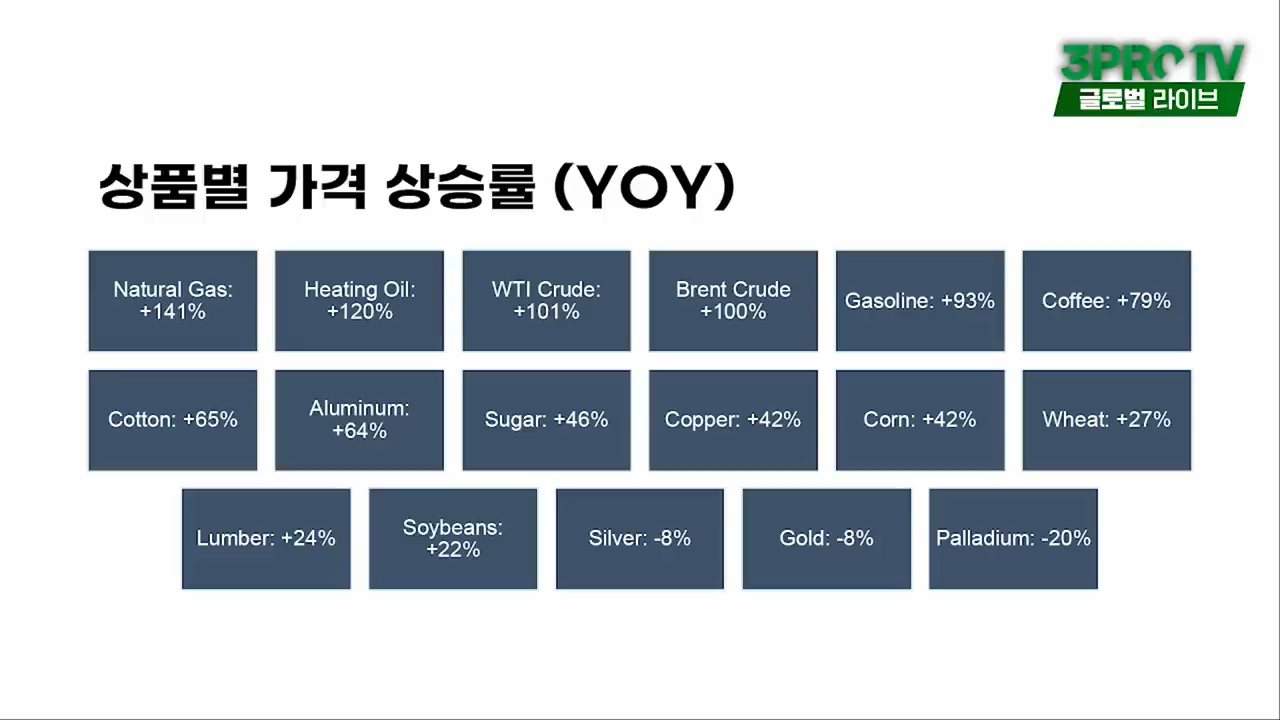 3PROTV
글로벌 라이브
상품별 가격 상승률 (YOY)
Natural Gas:
+141%
Heating Oil:
+120%
WTI Crude:
+101%
Brent Crude
+100%
Gasoline: +93%
Coffee: +79%
Cotton: +65%
Aluminum:
+64%
Sugar: +46%
Copper: +42%
Corn: +42%
Wheat: +27%
Lumber: +24%
Soybeans:
+22%
Silver: -8%
Gold: -8%
Palladium: -20%